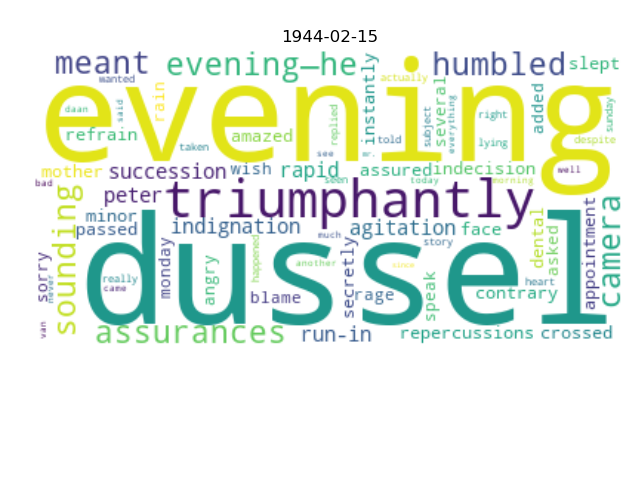 1944-02-15
meant evening—he humbled slept
wanted actually
evening
daan said rain instantly several added sunday
refrain amazed replied subject everything right
taken told lying despite
see mr.
mother succession wish rapid assured indecision well
bad seen today morning
peter triumphantly
sounding minor indignation agitation face dental appointment camera
passed
dussel
sorry never monday angry happened much secretly story asked
really another since heart
came blame rage speak contrary
van assurances run-in repercussions crossed